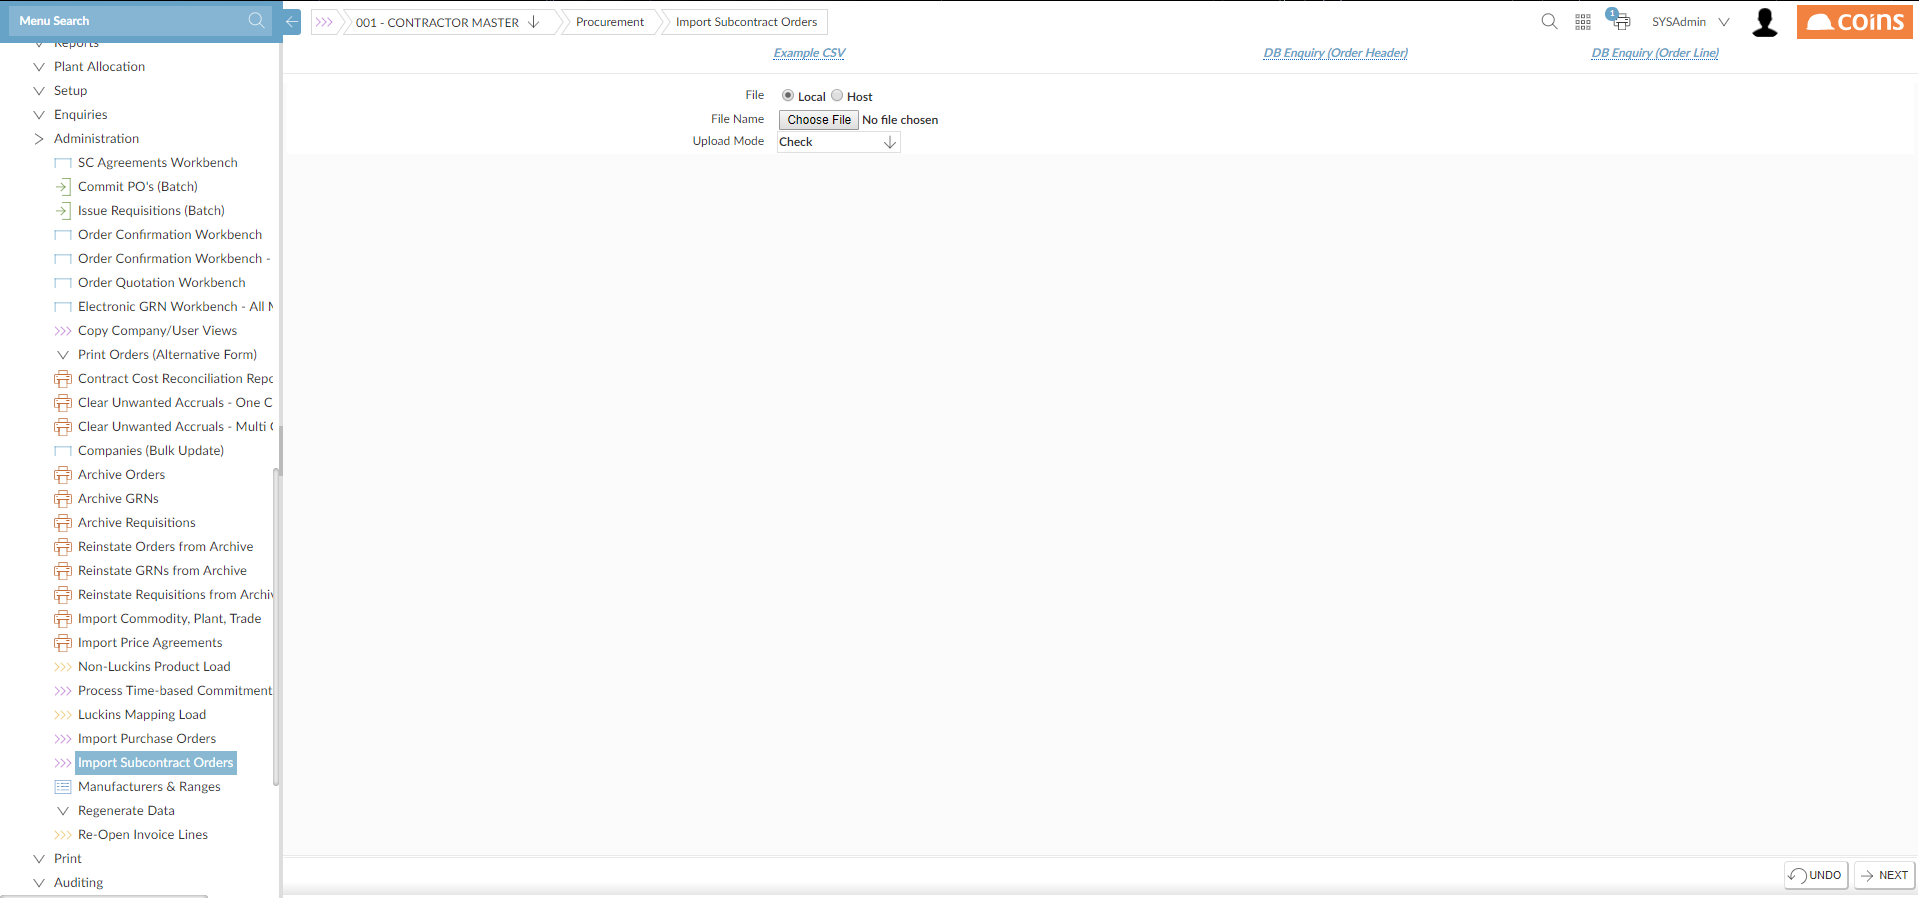 Menu Search
001 - CONTRACTOR MASTER
Procurement
Import Subcontract Orders
1
SYSAdmin
coins
Example CSV
DB Enquiry (Order Header)
DB Enquiry (Order Line)
File
Local
Host
File Name
Choose File
No file chosen
Upload Mode
Check
Reports
Plant Allocation
Setup
Enquiries
Administration
SC Agreements Workbench
Commit PO's (Batch)
Issue Requisitions (Batch)
Order Confirmation Workbench
Order Confirmation Workbench -
Order Quotation Workbench
Electronic GRN Workbench - All
Copy Company/User Views
Print Orders (Alternative Form)
Contract Cost Reconciliation Repo
Clear Unwanted Accruals - One C
Clear Unwanted Accruals - Multi
Companies (Bulk Update)
Archive Orders
Archive GRNs
Archive Requisitions
Reinstate Orders from Archive
Reinstate GRNs from Archive
Reinstate Requisitions from Archi
Import Commodity, Plant, Trade
Import Price Agreements
Non-Luckins Product Load
Process Time-based Commitment
Luckins Mapping Load
Import Purchase Orders
Import Subcontract Orders
Manufacturers & Ranges
Regenerate Data
Re-Open Invoice Lines
Print
Auditing
UNDO
NEXT